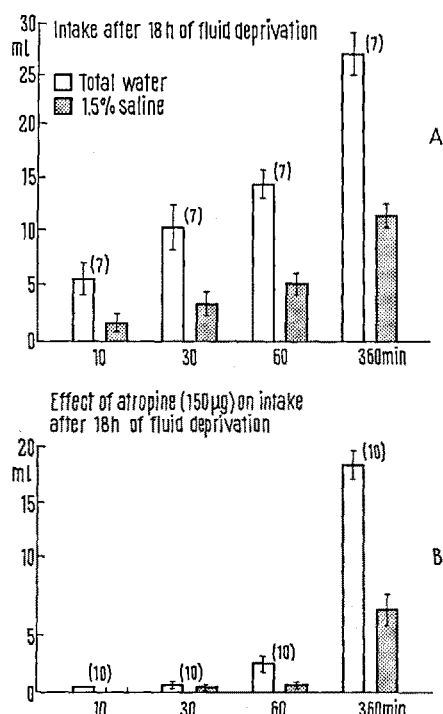 Intake after 18 h of fluid deprivation
30
ml
25
20
15
10
5
0
Total water
1,5% saline
A
(7)
(7)
(7)
(7)
10 30 60 360min
Effect of atropine (150µg) on intake
after 18h of fluid deprivation
20
ml
15
10
5
0
B
(10)
(10)
(10)
(10)
10 30 60 360min